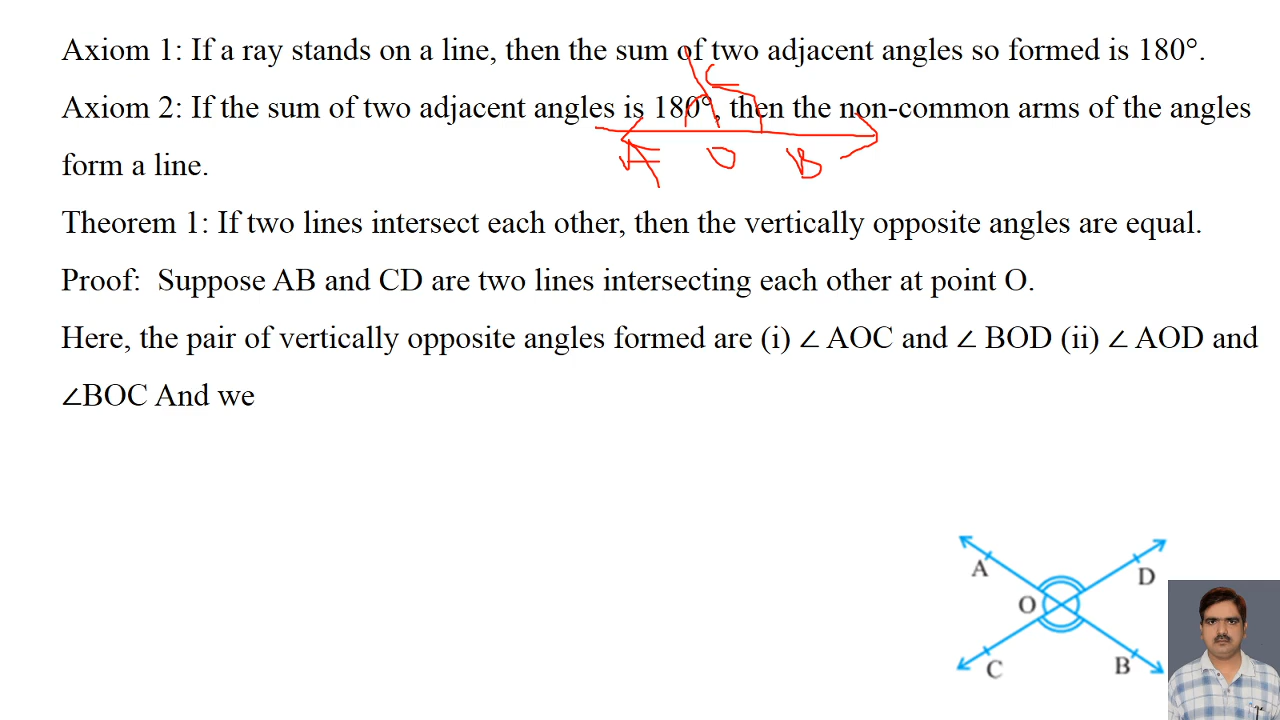 Axiom 1: If a ray stands on a line, then the sum of two adjacent angles so formed is 180°.
Axiom 2: If the sum of two adjacent angles is 180°, then the non-common arms of the angles
form a line.
C
A O B
Theorem 1: If two lines intersect each other, then the vertically opposite angles are equal.
Proof: Suppose AB and CD are two lines intersecting each other at point O.
Here, the pair of vertically opposite angles formed are (i) ∠ AOC and ∠ BOD (ii) ∠ AOD and
∠BOC And we
A D
O
C B